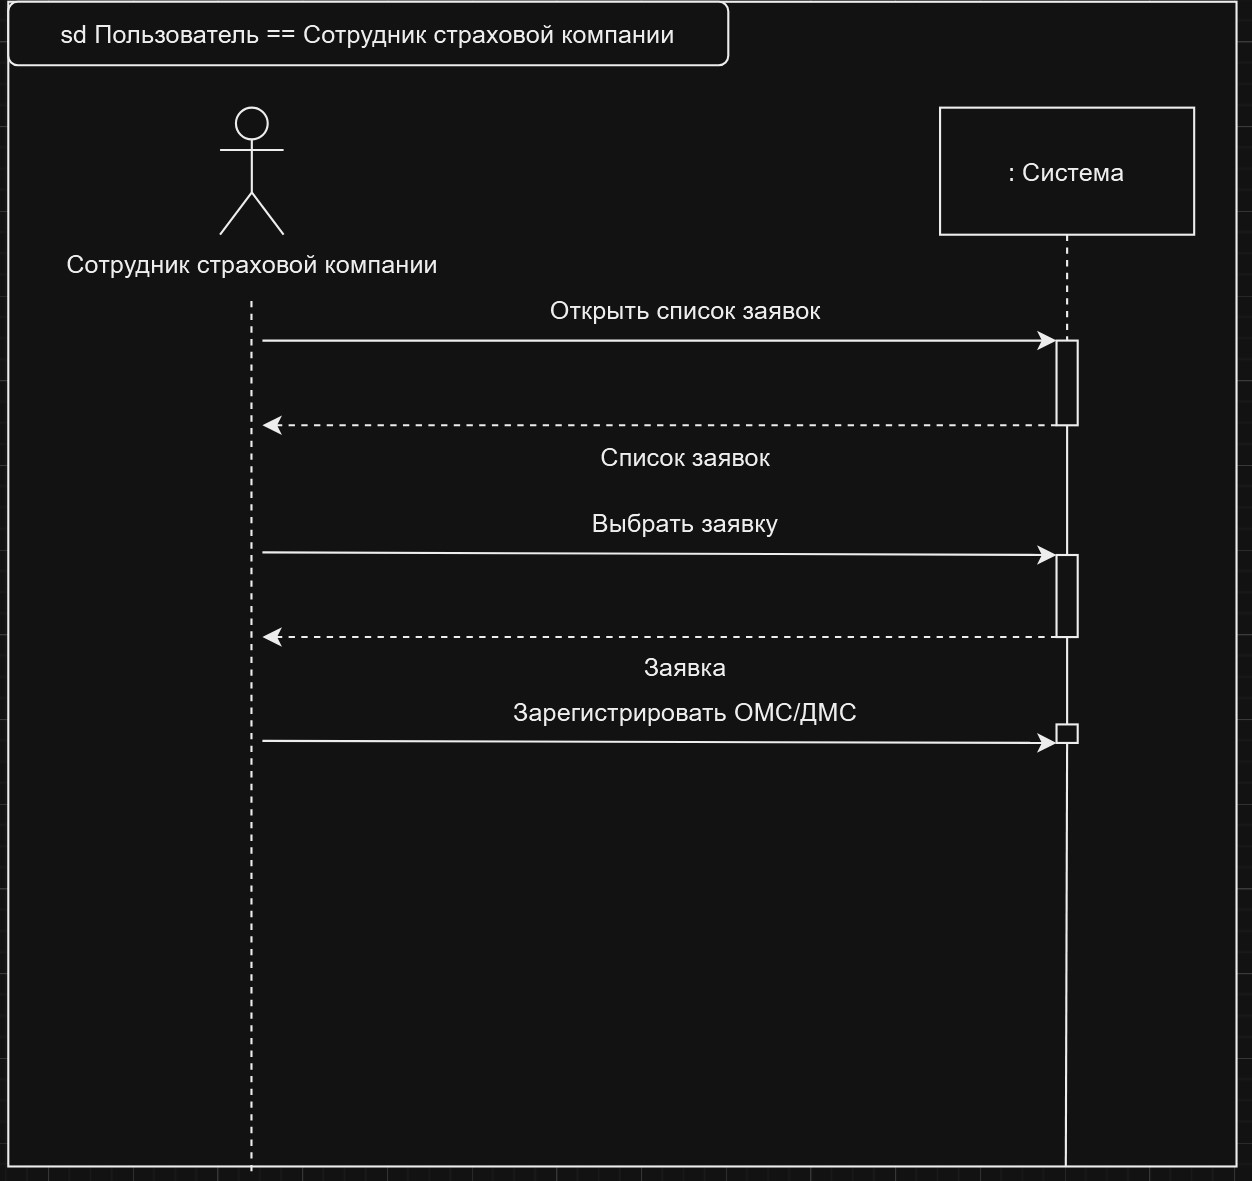 sd Пользователь == Сотрудник страховой компании
: Система
Сотрудник страховой компании
Открыть список заявок
Список заявок
Выбрать заявку
Заявка
Зарегистрировать ОМС/ДМС